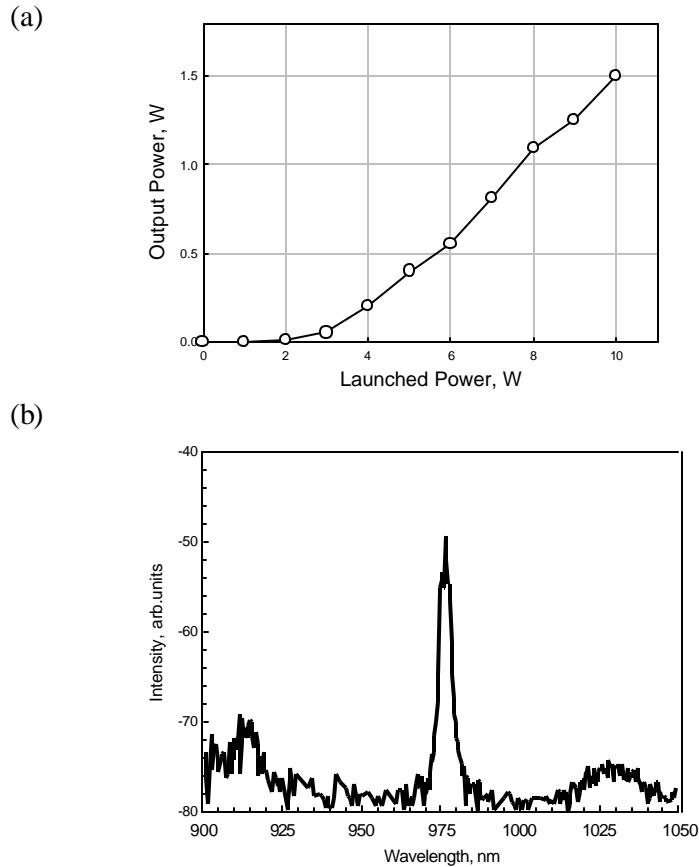 (a)
Output Power, W
1.5
1.0
0.5
0.0
0 2 4 6 8 10
Launched Power, W
(b)
Intensity, arb.units
-40
-50
-60
-70
-80
900 925 950 975 1000 1025 1050
Wavelength, nm